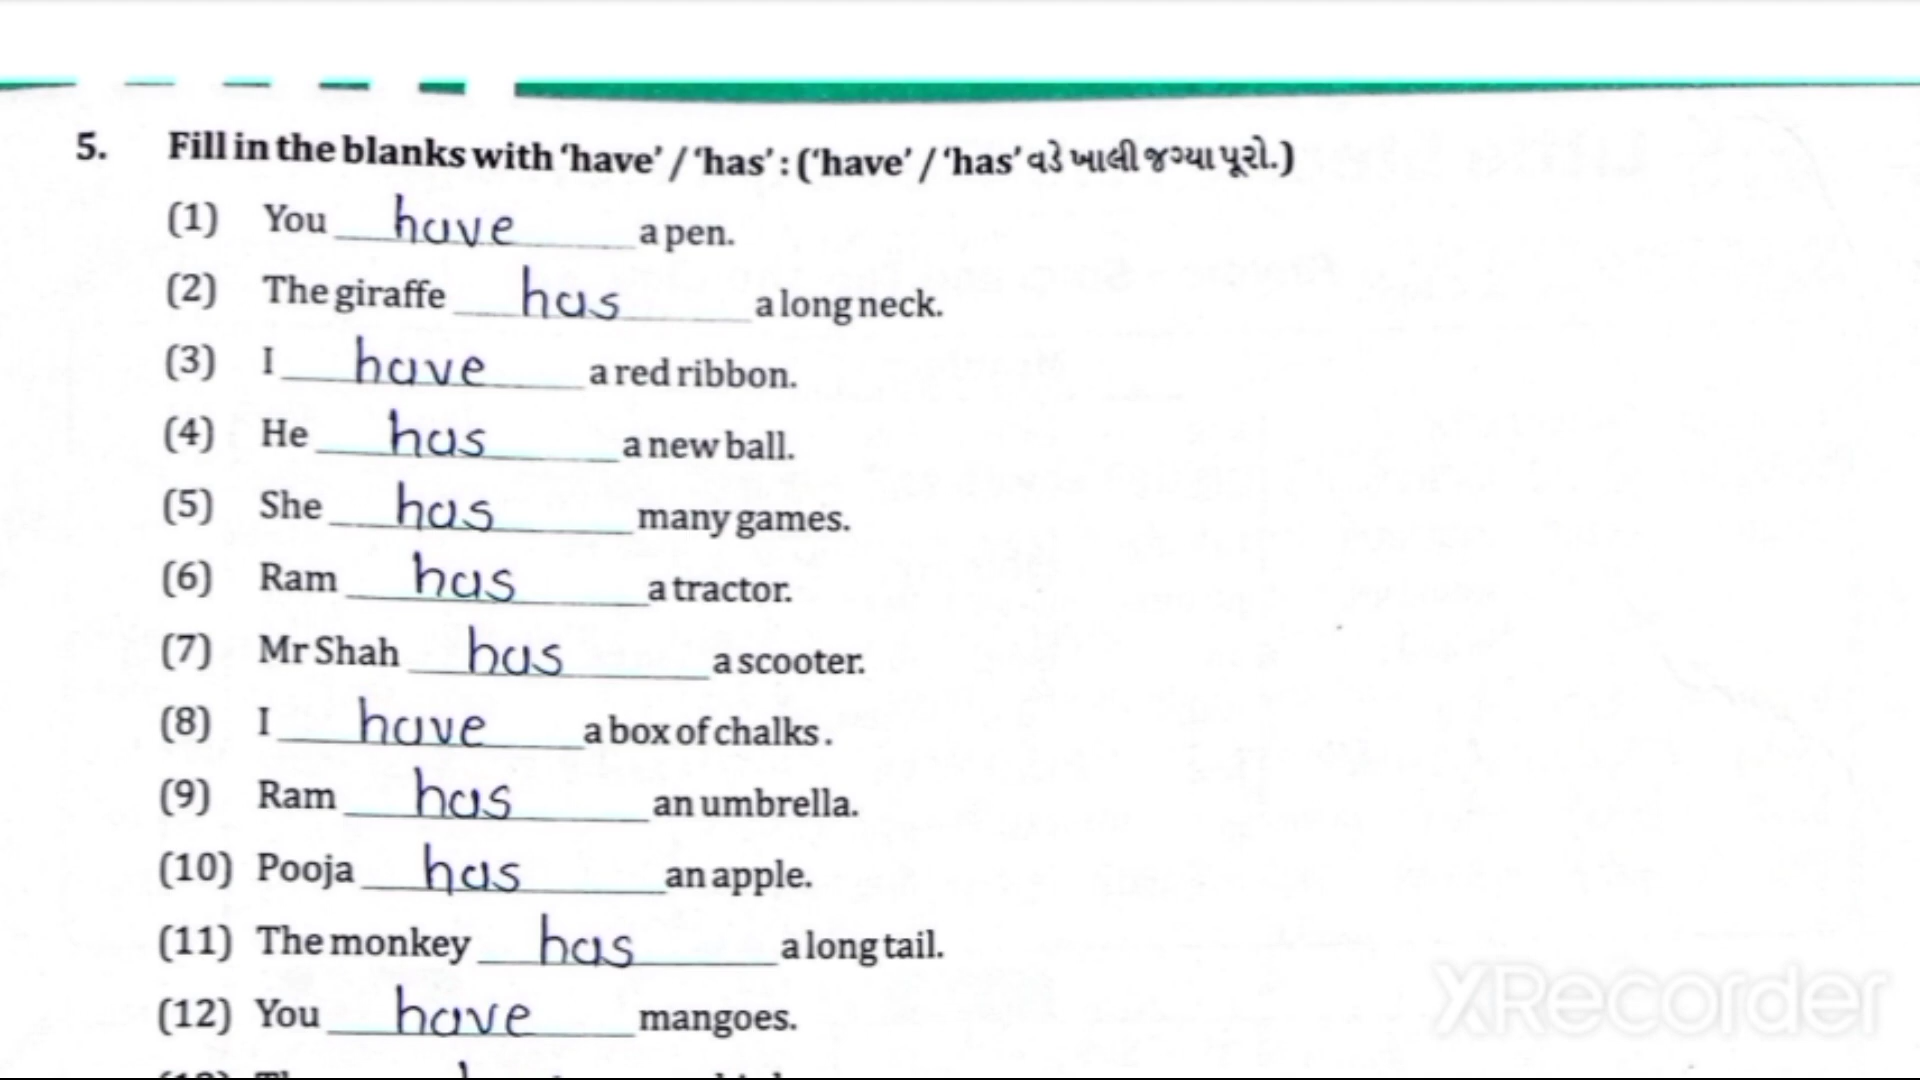 5. Fill in the blanks with ‘have’ / ‘has’ : (‘have’ / ‘has’ વડે ખાલી જગ્યા પૂરો.)
(1) You have a pen.
(2) The giraffe has a long neck.
(3) I have a red ribbon.
(4) He has a new ball.
(5) She has many games.
(6) Ram has a tractor.
(7) Mr Shah has a scooter.
(8) I have a box of chalks.
(9) Ram has an umbrella.
(10) Pooja has an apple.
(11) The monkey has a long tail.
(12) You have mangoes.
XRecorder